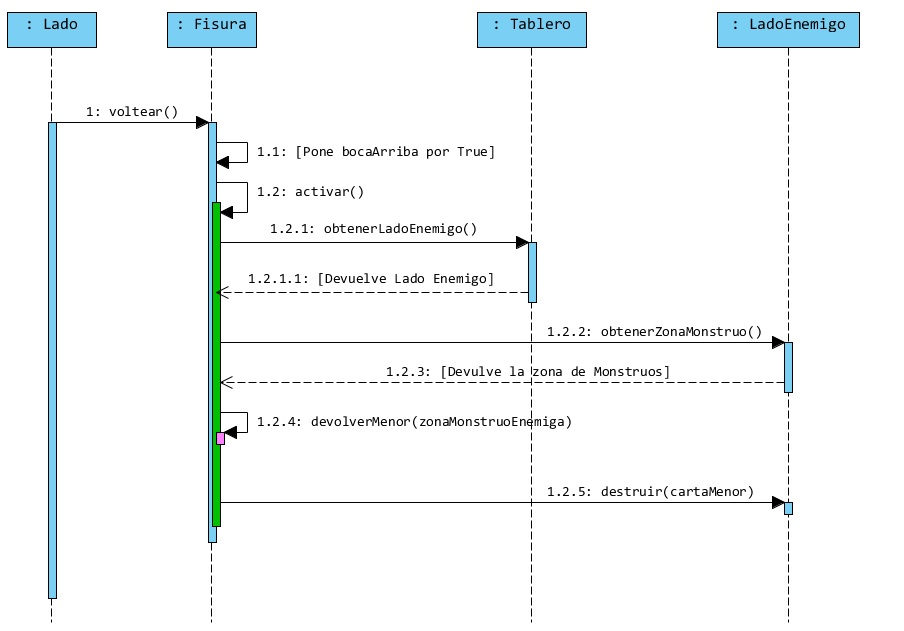 : Lado
: Fisura
: Tablero
: LadoEnemigo
1: voltear()
1.1: [Pone bocaArriba por True]
1.2: activar()
1.2.1: obtenerLadoEnemigo()
1.2.1.1: [Devuelve Lado Enemigo]
1.2.2: obtenerZonaMonstruo()
1.2.3: [Devulve la zona de Monstruos]
1.2.4: devolverMenor(zonaMonstruoEnemiga)
1.2.5: destruir(cartaMenor)